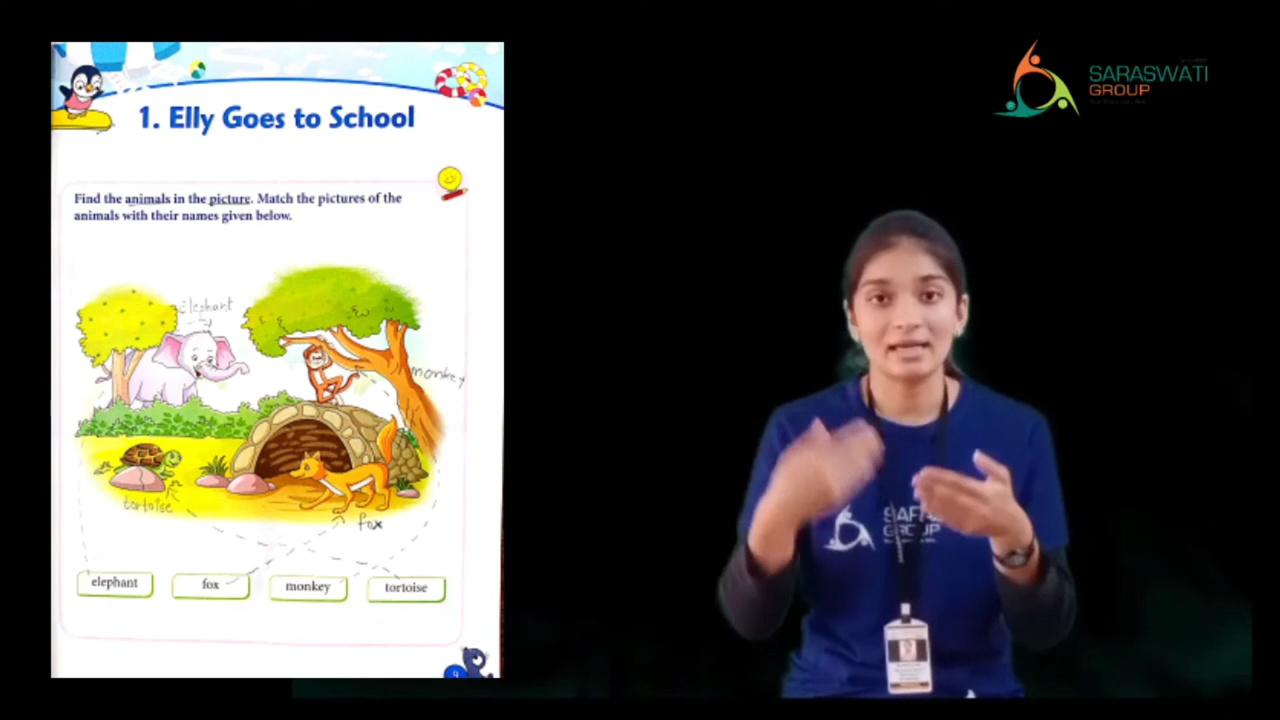 1. Elly Goes to School
Find the animals in the picture. Match the pictures of the
animals with their names given below.
elephant
monkey
tortoise
fox
elephant
fox
monkey
tortoise
9
SARASWATI
GROUP